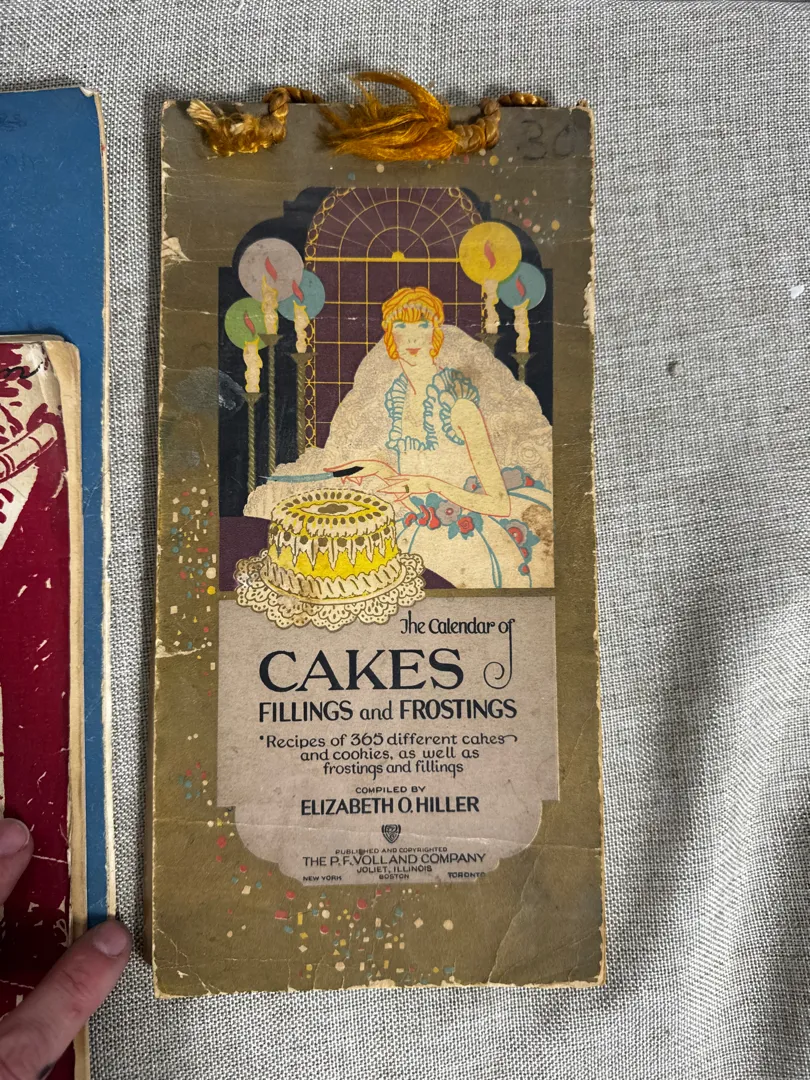 30
The Calendar of
CAKES
FILLINGS and FROSTINGS
"Recipes of 365 different cakes
and cookies, as well as
frostings and fillings
COMPILED BY
ELIZABETH O. HILLER
PUBLISHED AND COPYRIGHTED
THE P. F. VOLLAND COMPANY
JOLIET, ILLINOIS
NEW YORK BOSTON TORONTO